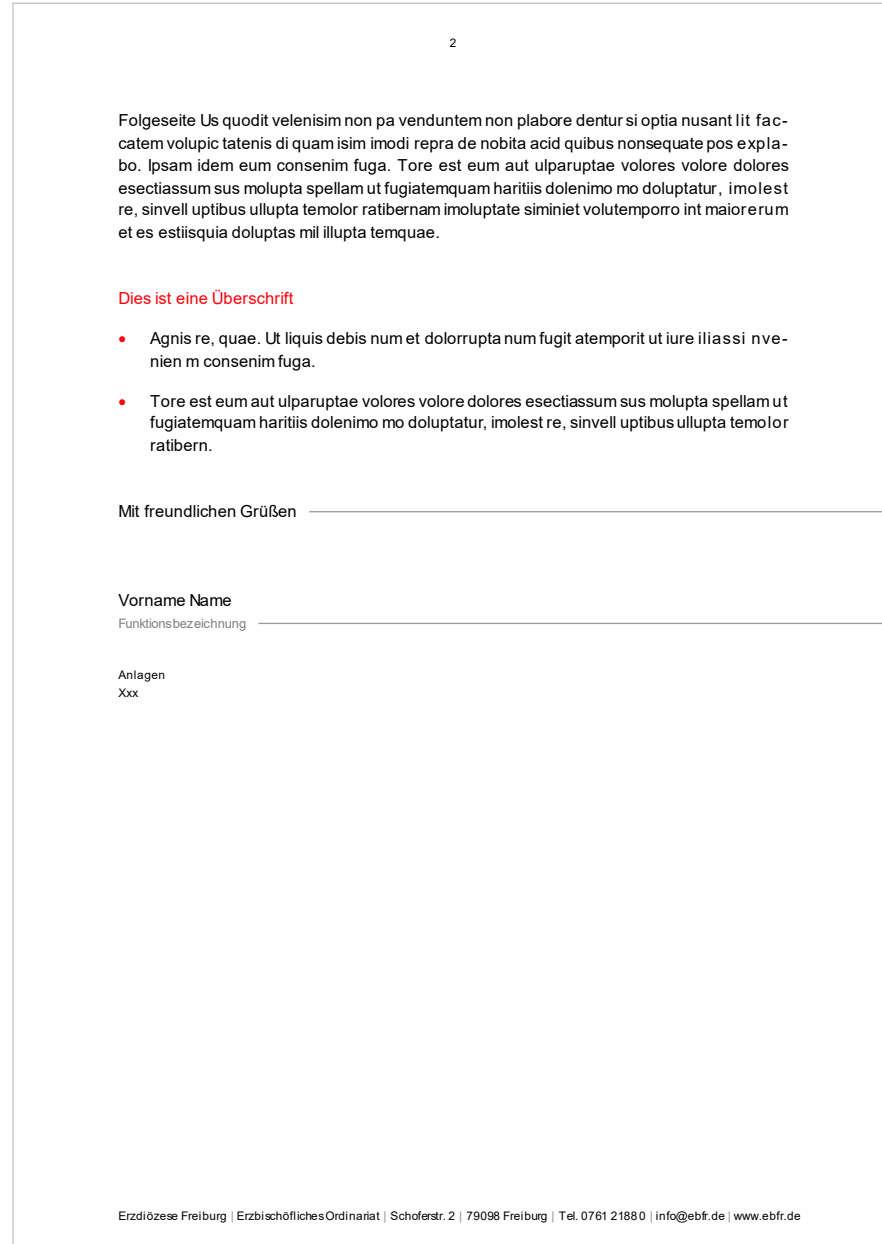 2
Folgeseite Us quodit velenisim non pa venduntem non plabore dentur si optia nusant lit fac-
catem volupic tatenis di quam isim imodi repra de nobita acid quibus nonsequate pos expla-
bo. Ipsam idem eum consenim fuga. Tore est eum aut ulparuptae volores volore dolores
esectiassum sus molupta spellam ut fugiatemquam haritiis dolenimo mo doluptatur, imolest
re, sinvell uptibus ullupta temolor ratibernam imoluptate siminiet volutemporro int maiorerum
et es estiisquia doluptas mil illupta temquae.
Dies ist eine Überschrift
• Agnis re, quae. Ut liquis debis num et dolorrupta num fugit atemporit ut iure iliassi nve-
nien m consenim fuga.
• Tore est eum aut ulparuptae volores volore dolores esectiassum sus molupta spellam ut
fugiatemquam haritiis dolenimo mo doluptatur, imolest re, sinvell uptibus ullupta temolor
ratibern.
Mit freundlichen Grüßen
Vorname Name
Funktionsbezeichnung
Anlagen
Xxx
Erzdiözese Freiburg | Erzbischöfliches Ordinariat | Schoferstr. 2 | 79098 Freiburg | Tel. 0761 2188 0 | info@ebfr.de | www.ebfr.de